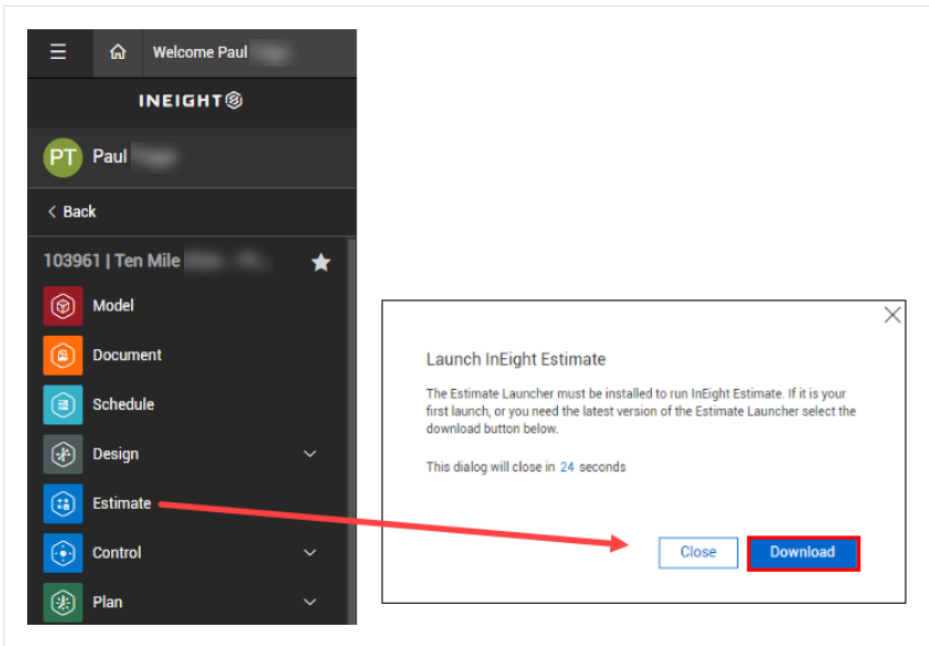 Welcome Paul
INEIGHT
PT Paul
< Back
103961 | Ten Mile
Model
Document
Schedule
Design
Estimate
Control
Plan
Launch InEight Estimate
The Estimate Launcher must be installed to run InEight Estimate. If it is your
first launch, or you need the latest version of the Estimate Launcher select the
download button below.
This dialog will close in 24 seconds
Close Download